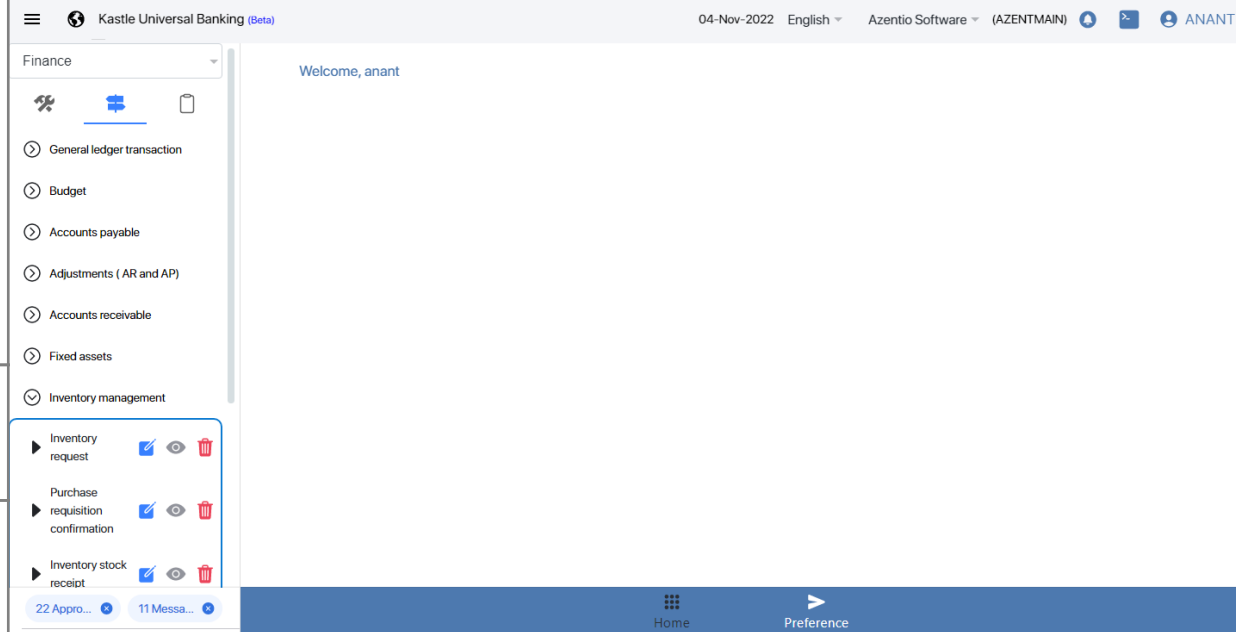 Kastle Universal Banking (Beta)
04-Nov-2022 English Azentio Software (AZENTMAIN) ANANT
Finance
Welcome, anant
General ledger transaction
Budget
Accounts payable
Adjustments ( AR and AP)
Accounts receivable
Fixed assets
Inventory management
Inventory
request
Purchase
requisition
confirmation
Inventory stock
receipt
22 Appro... 11 Messa...
Home
Preference